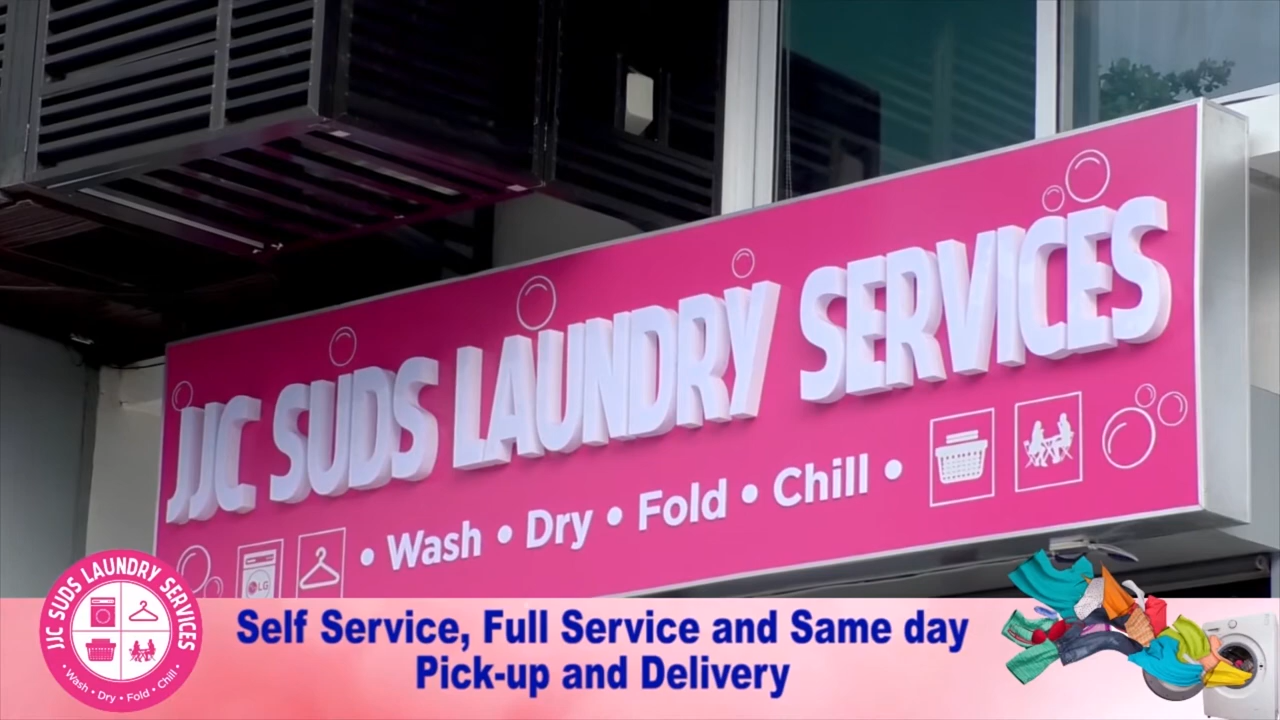 JJC SUDS LAUNDRY SERVICES
• Wash • Dry • Fold • Chill •
LG
JJC SUDS LAUNDRY SERVICES
• Wash • Dry • Fold • Chill •
Self Service, Full Service and Same day
Pick-up and Delivery